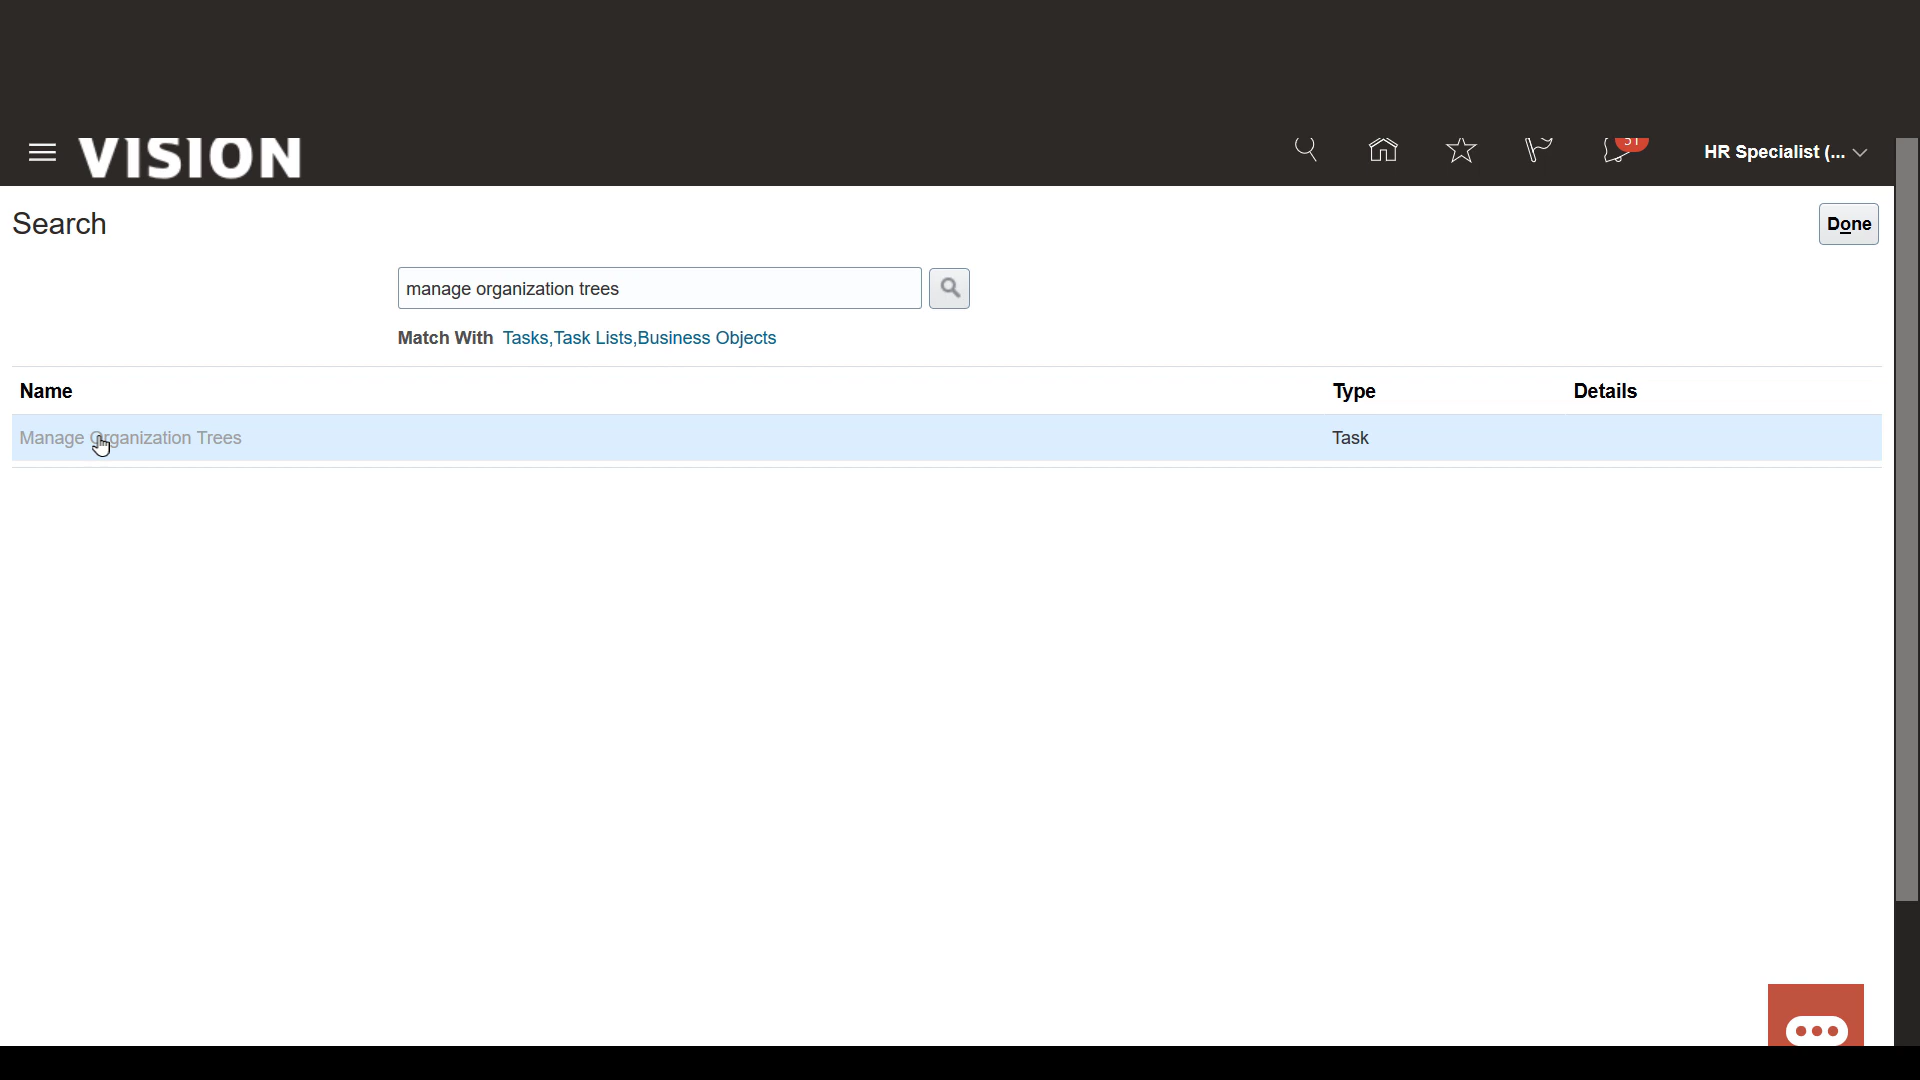 VISION
51
HR Specialist (...
Search
Done
manage organization trees
Match With Tasks,Task Lists,Business Objects
Name Type Details
Manage Organization Trees Task